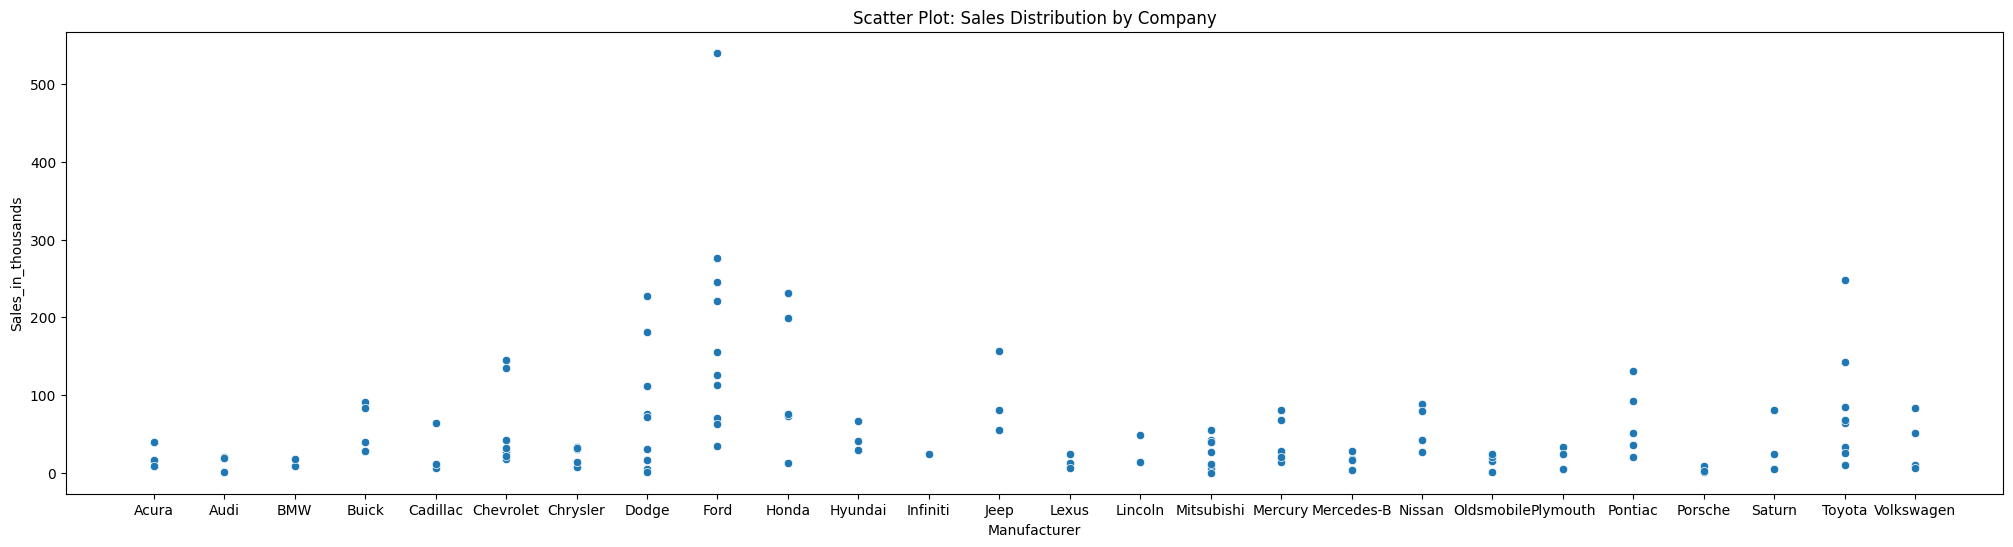 Scatter Plot: Sales Distribution by Company
Sales_in_thousands
500
400
300
200
100
0
Acura Audi BMW Buick Cadillac Chevrolet Chrysler Dodge Ford Honda Hyundai Infiniti Jeep Lexus Lincoln Mitsubishi Mercury Mercedes-B Nissan Oldsmobile Plymouth Pontiac Porsche Saturn Toyota Volkswagen
Manufacturer